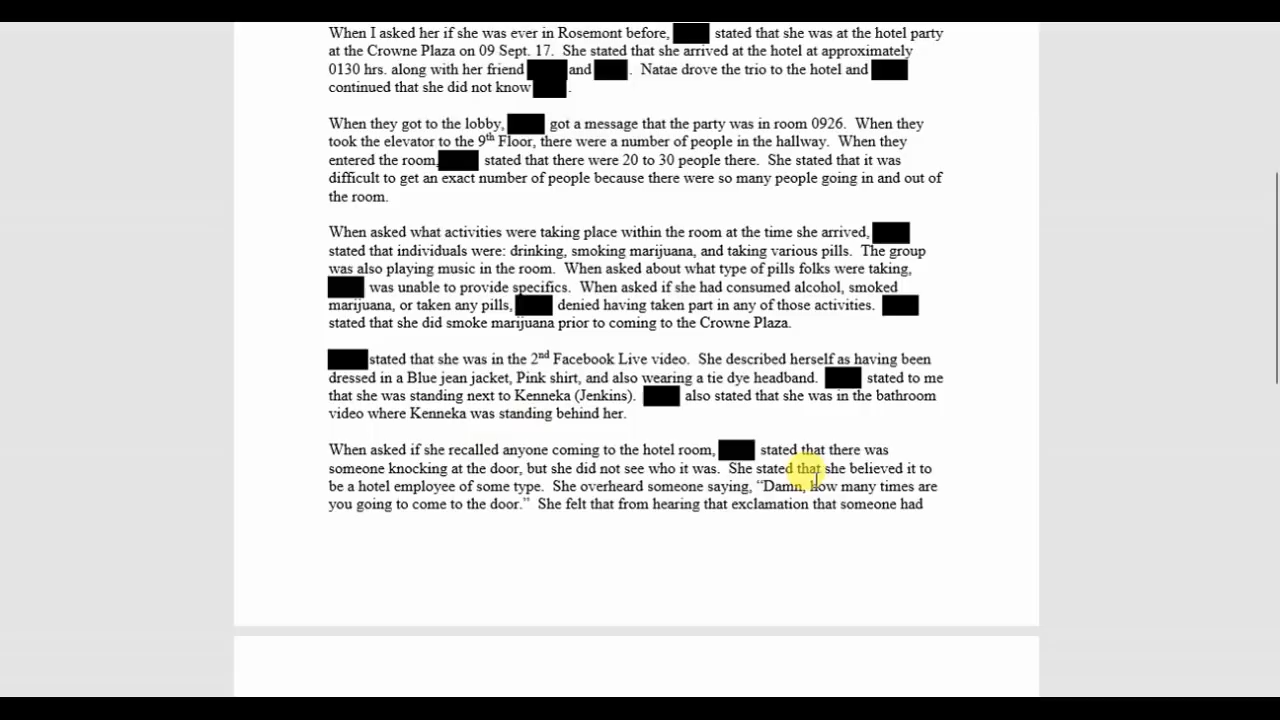 When I asked her if she was ever in Rosemont before, stated that she was at the hotel party
at the Crowne Plaza on 09 Sept. 17. She stated that she arrived at the hotel at approximately
0130 hrs. along with her friend and . Natae drove the trio to the hotel and
continued that she did not know .
When they got to the lobby, got a message that the party was in room 0926. When they
took the elevator to the 9th Floor, there were a number of people in the hallway. When they
entered the room, stated that there were 20 to 30 people there. She stated that it was
difficult to get an exact number of people because there were so many people going in and out of
the room.
When asked what activities were taking place within the room at the time she arrived,
stated that individuals were: drinking, smoking marijuana, and taking various pills. The group
was also playing music in the room. When asked about what type of pills folks were taking,
was unable to provide specifics. When asked if she had consumed alcohol, smoked
marijuana, or taken any pills, denied having taken part in any of those activities.
stated that she did smoke marijuana prior to coming to the Crowne Plaza.
stated that she was in the 2nd Facebook Live video. She described herself as having been
dressed in a Blue jean jacket, Pink shirt, and also wearing a tie dye headband. stated to me
that she was standing next to Kenneka (Jenkins). also stated that she was in the bathroom
video where Kenneka was standing behind her.
When asked if she recalled anyone coming to the hotel room, stated that there was
someone knocking at the door, but she did not see who it was. She stated that she believed it to
be a hotel employee of some type. She overheard someone saying, “Damn, how many times are
you going to come to the door.” She felt that from hearing that exclamation that someone had